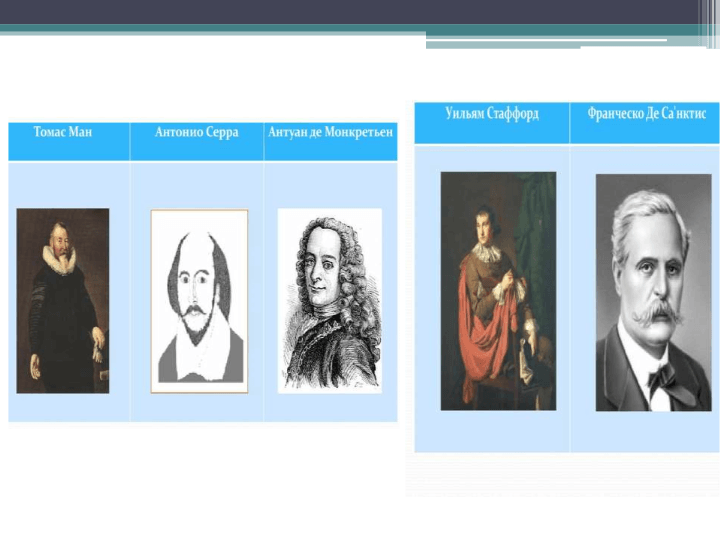 Томас Ман
Антонио Серра
Антуан де Монкретьен
Уильям Стаффорд
Франческо Де Са'нктис